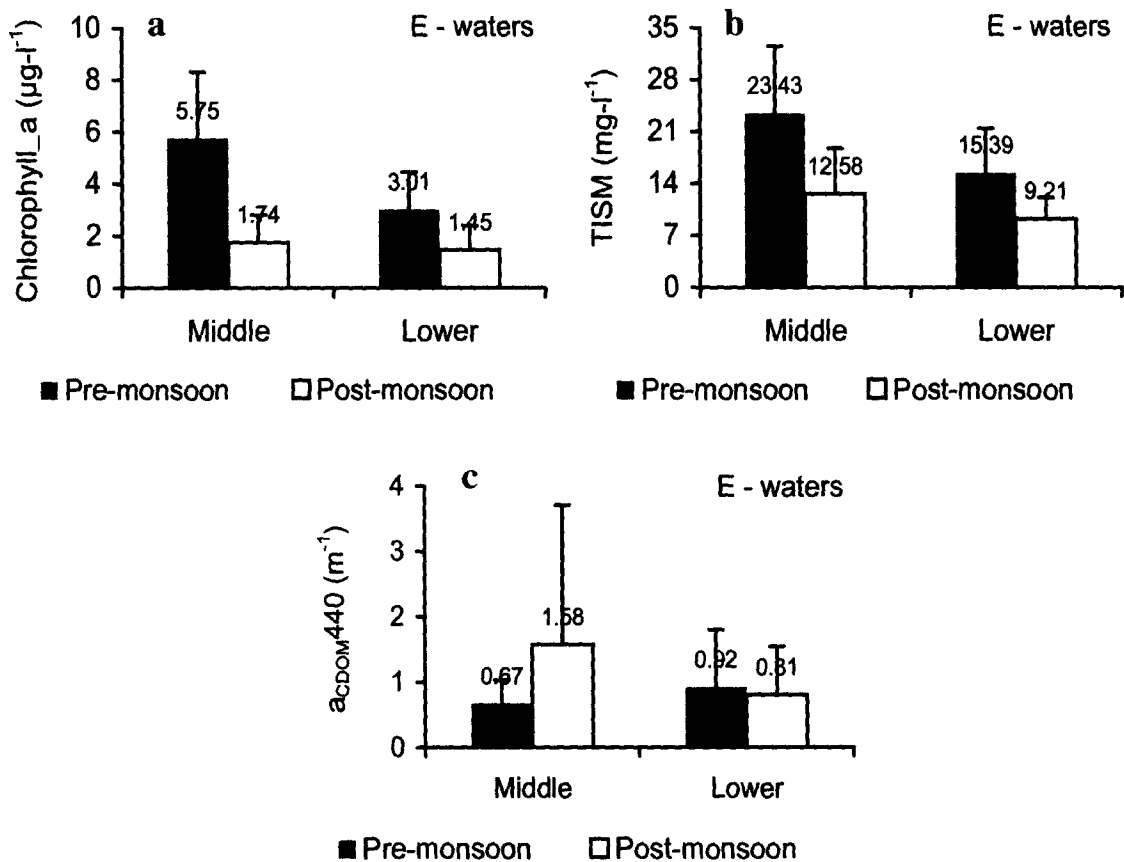 a
E - waters
Chlorophyll_a (µg-l⁻¹)
10
8
6
4
2
0
5.75
1.74
3.01
1.45
Middle
Lower
Pre-monsoon
Post-monsoon
b
E - waters
TISM (mg-l⁻¹)
35
28
21
14
7
0
23.43
12.58
15.39
9.21
Middle
Lower
Pre-monsoon
Post-monsoon
c
E - waters
aCDOM440 (m⁻¹)
4
3
2
1
0
0.67
1.58
0.92
0.81
Middle
Lower
Pre-monsoon
Post-monsoon